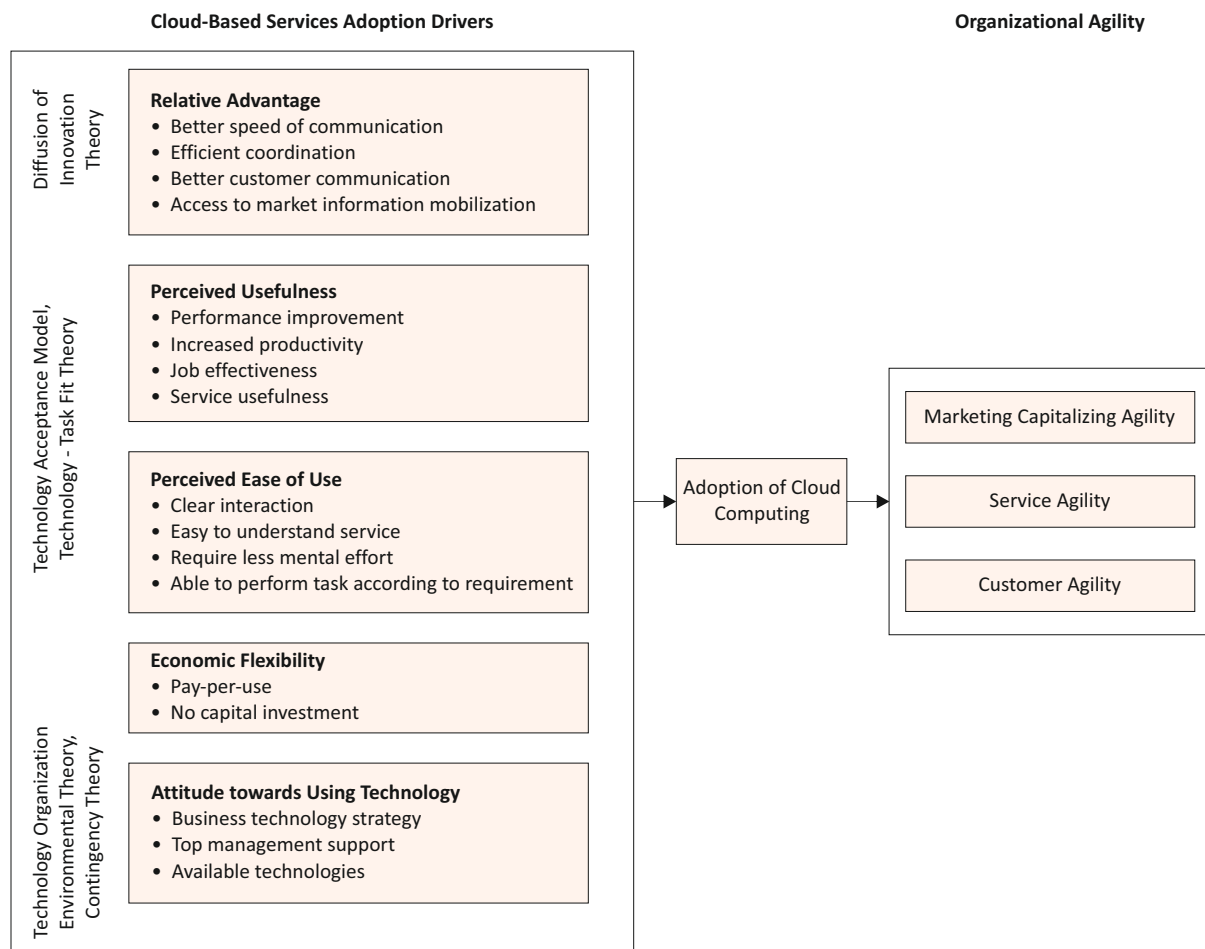 Cloud-Based Services Adoption Drivers
Organizational Agility
Diffusion of
Innovation
Theory
Relative Advantage
• Better speed of communication
• Efficient coordination
• Better customer communication
• Access to market information mobilization
Technology Acceptance Model,
Technology - Task Fit Theory
Perceived Usefulness
• Performance improvement
• Increased productivity
• Job effectiveness
• Service usefulness
Perceived Ease of Use
• Clear interaction
• Easy to understand service
• Require less mental effort
• Able to perform task according to requirement
Technology Organization
Environmental Theory,
Contingency Theory
Economic Flexibility
• Pay-per-use
• No capital investment
Attitude towards Using Technology
• Business technology strategy
• Top management support
• Available technologies
Adoption of Cloud
Computing
Marketing Capitalizing Agility
Service Agility
Customer Agility